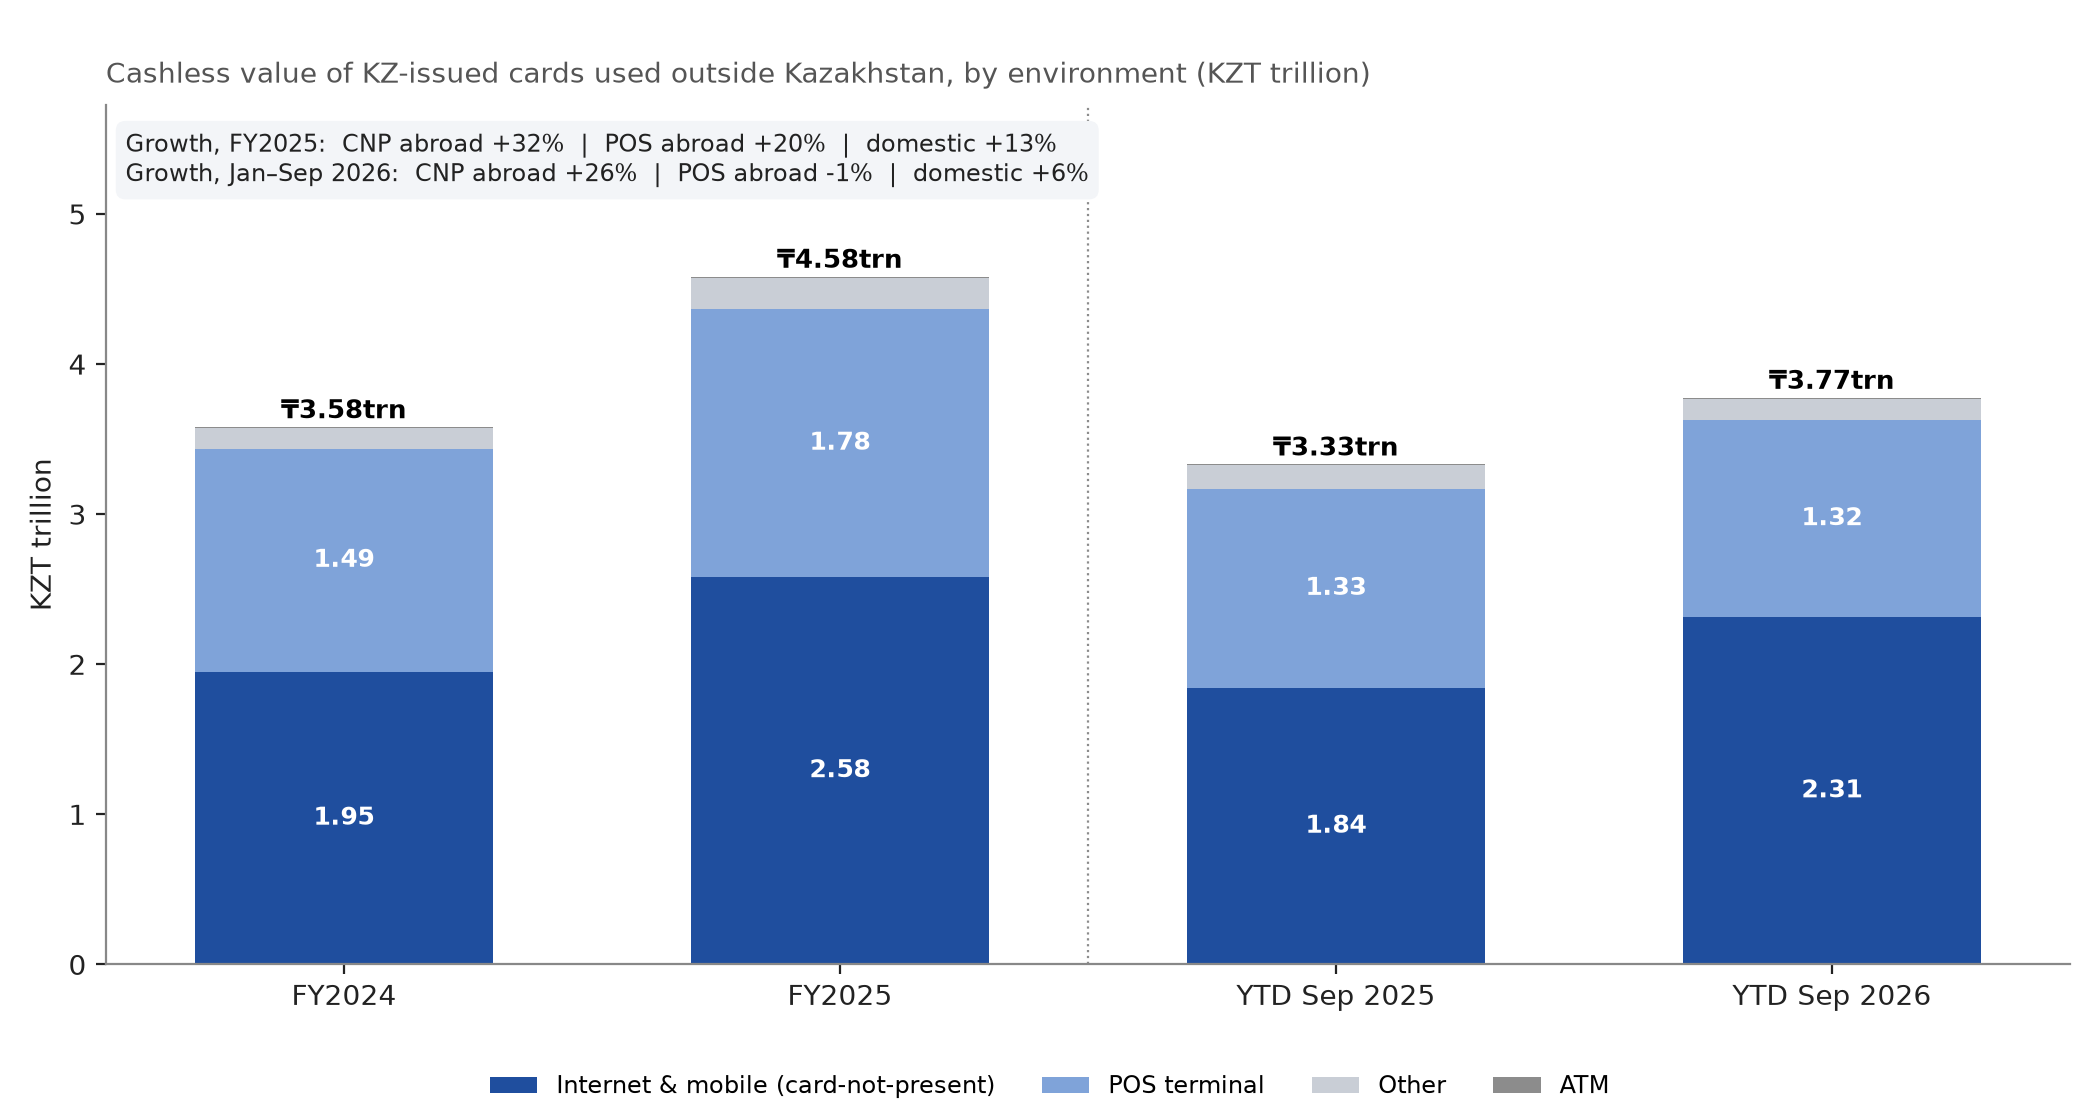 Cashless value of KZ-issued cards used outside Kazakhstan, by environment (KZT trillion)
Growth, FY2025:  CNP abroad +32%  |  POS abroad +20%  |  domestic +13%
Growth, Jan–Sep 2026:  CNP abroad +26%  |  POS abroad -1%  |  domestic +6%
KZT trillion
5
4
3
2
1
0
₸3.58trn
1.49
1.95
₸4.58trn
1.78
2.58
₸3.33trn
1.33
1.84
₸3.77trn
1.32
2.31
FY2024
FY2025
YTD Sep 2025
YTD Sep 2026
Internet & mobile (card-not-present)
POS terminal
Other
ATM